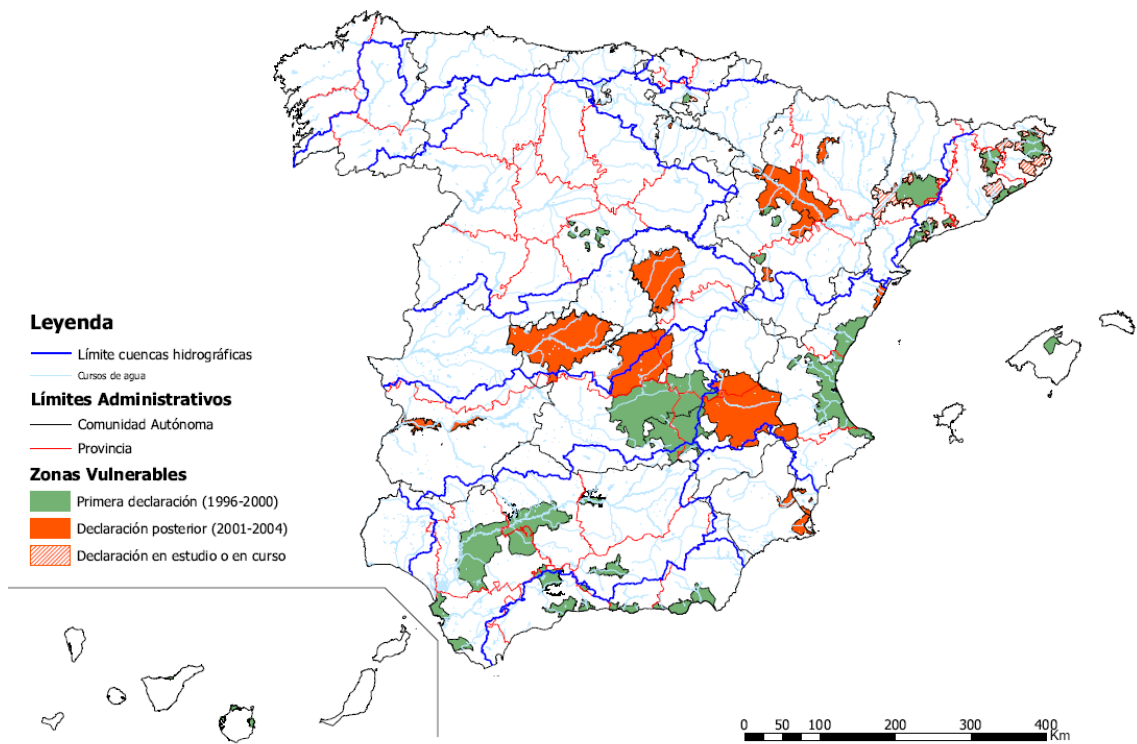 Leyenda
Límite cuencas hidrográficas
Cursos de agua
Límites Administrativos
Comunidad Autónoma
Provincia
Zonas Vulnerables
Primera declaración (1996-2000)
Declaración posterior (2001-2004)
Declaración en estudio o en curso
0 50 100 200 300 400
Km